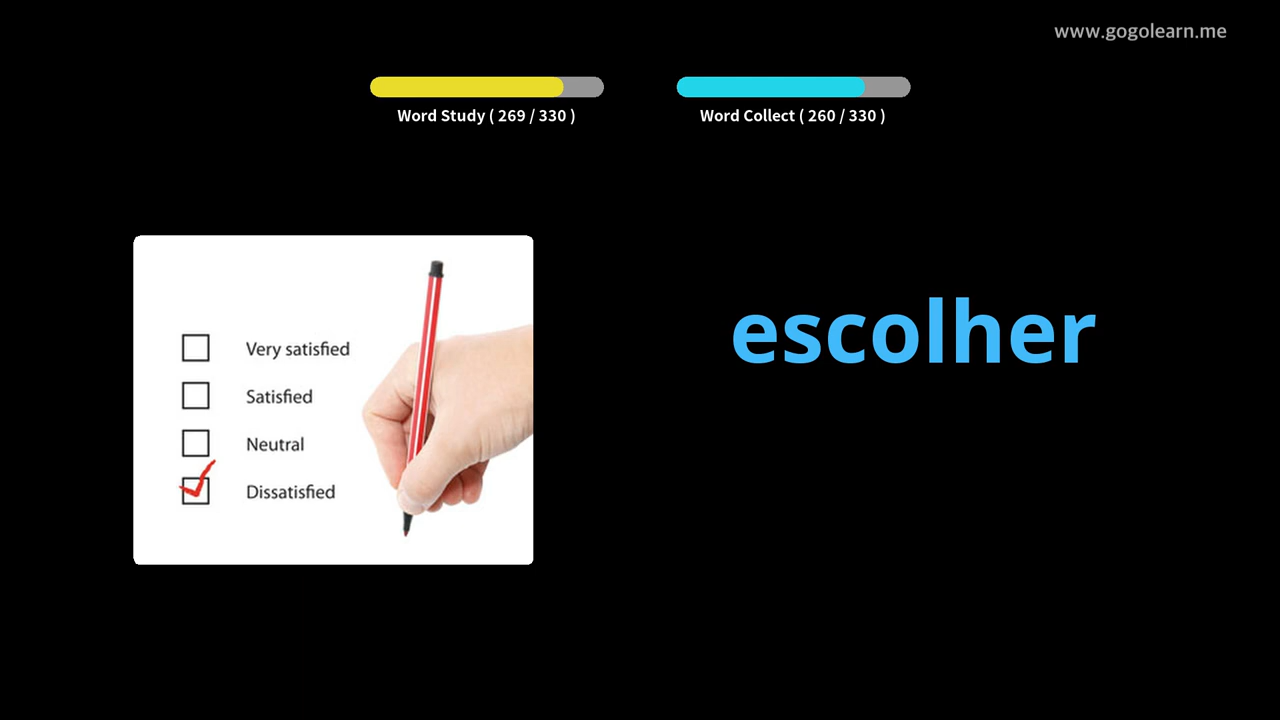 www.gogolearn.me
Word Study ( 269 / 330 )
Word Collect ( 260 / 330 )
Very satisfied
Satisfied
Neutral
Dissatisfied
escolher